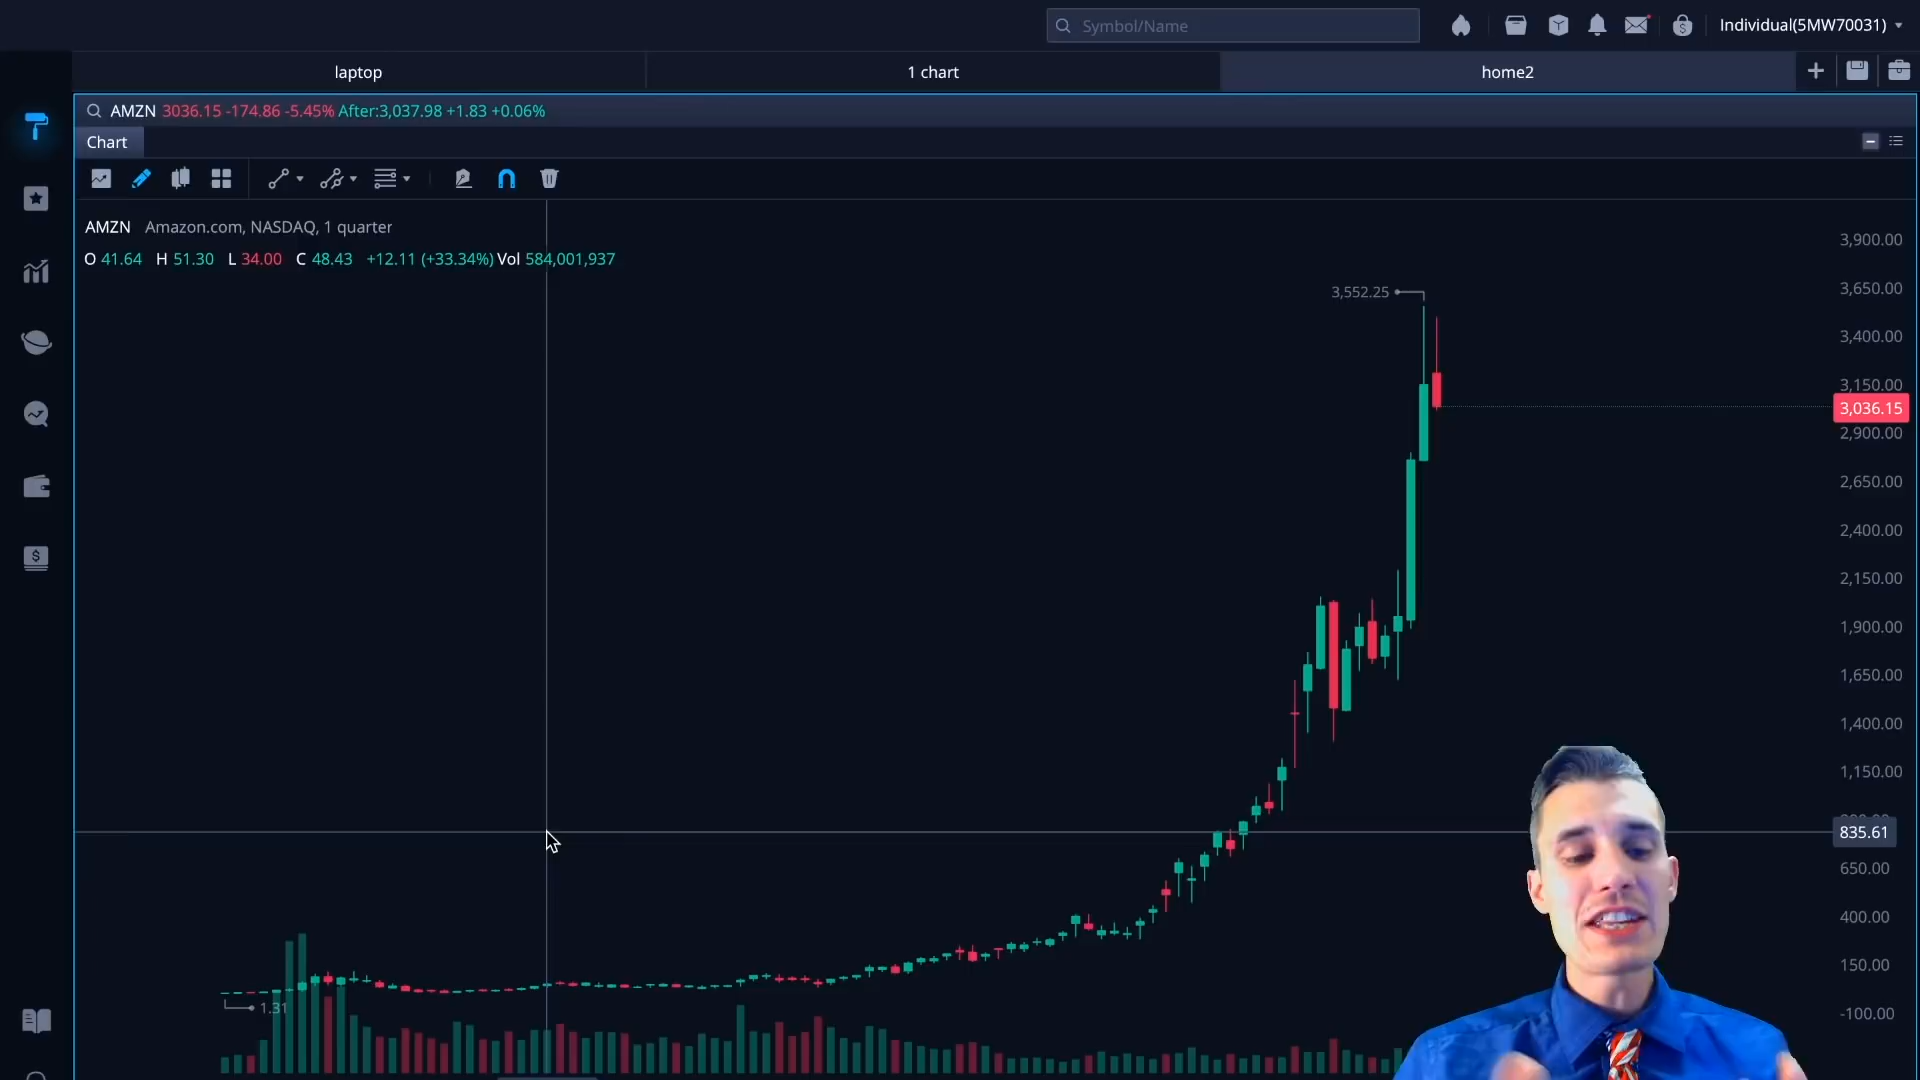 Symbol/Name
Individual(5MW70031)
laptop
1 chart
home2
AMZN 3036.15 -174.86 -5.45% After:3,037.98 +1.83 +0.06%
Chart
AMZN Amazon.com, NASDAQ, 1 quarter
O 41.64 H 51.30 L 34.00 C 48.43 +12.11 (+33.34%) Vol 584,001,937
3,900.00
3,552.25
3,650.00
3,400.00
3,150.00
3,036.15
2,900.00
2,650.00
2,400.00
2,150.00
1,900.00
1,650.00
1,400.00
1,150.00
835.61
650.00
400.00
150.00
1.31
-100.00